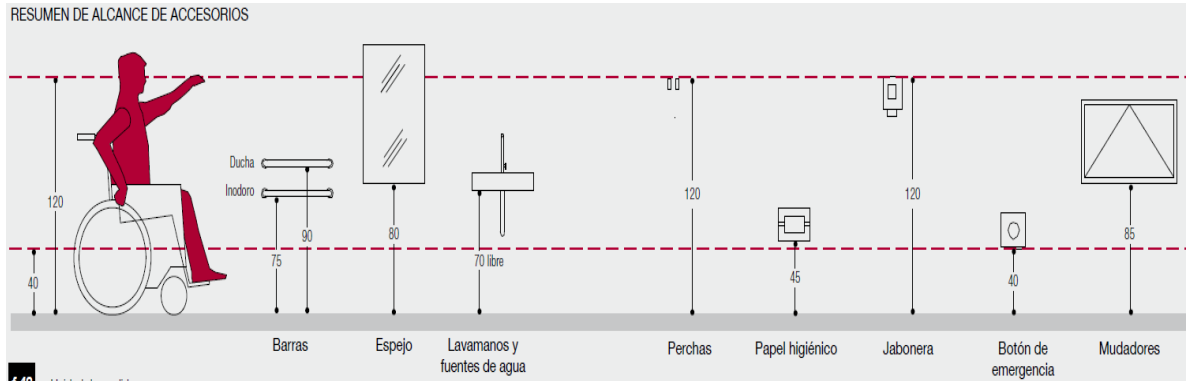 RESUMEN DE ALCANCE DE ACCESORIOS
Ducha
Inodoro
120
40
75
90
80
70 libre
120
45
120
40
85
Barras
Espejo
Lavamanos y
fuentes de agua
Perchas
Papel higiénico
Jabonera
Botón de
emergencia
Mudadores